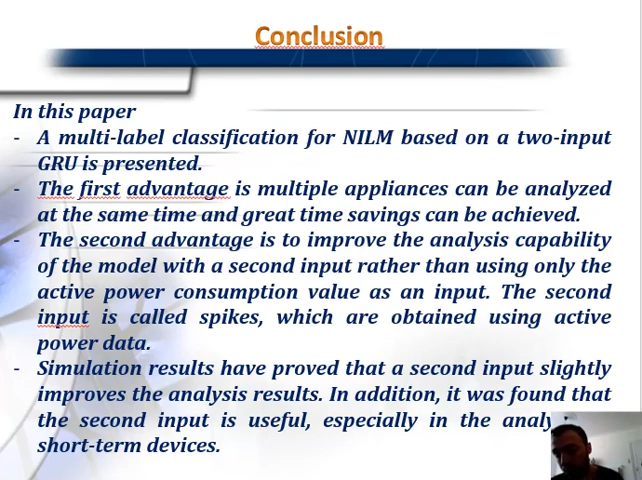 Conclusion
In this paper
- A multi-label classification for NILM based on a two-input
GRU is presented.
- The first advantage is multiple appliances can be analyzed
at the same time and great time savings can be achieved.
- The second advantage is to improve the analysis capability
of the model with a second input rather than using only the
active power consumption value as an input. The second
input is called spikes, which are obtained using active
power data.
- Simulation results have proved that a second input slightly
improves the analysis results. In addition, it was found that
the second input is useful, especially in the
short-term devices.